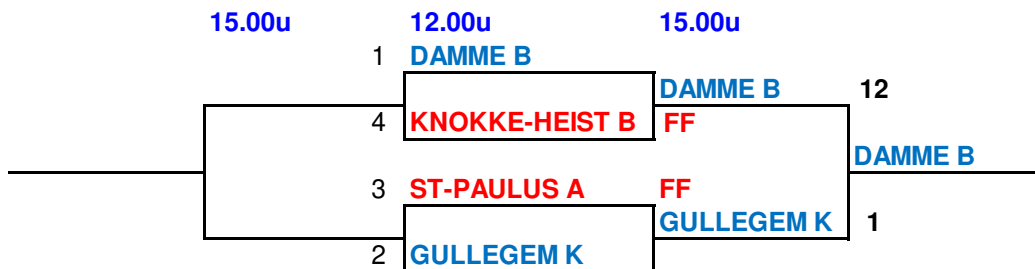 15.00u 12.00u 15.00u
1 DAMME B
DAMME B 12
4 KNOKKE-HEIST B FF
DAMME B
3 ST-PAULUS A FF
GULLEGEM K 1
2 GULLEGEM K